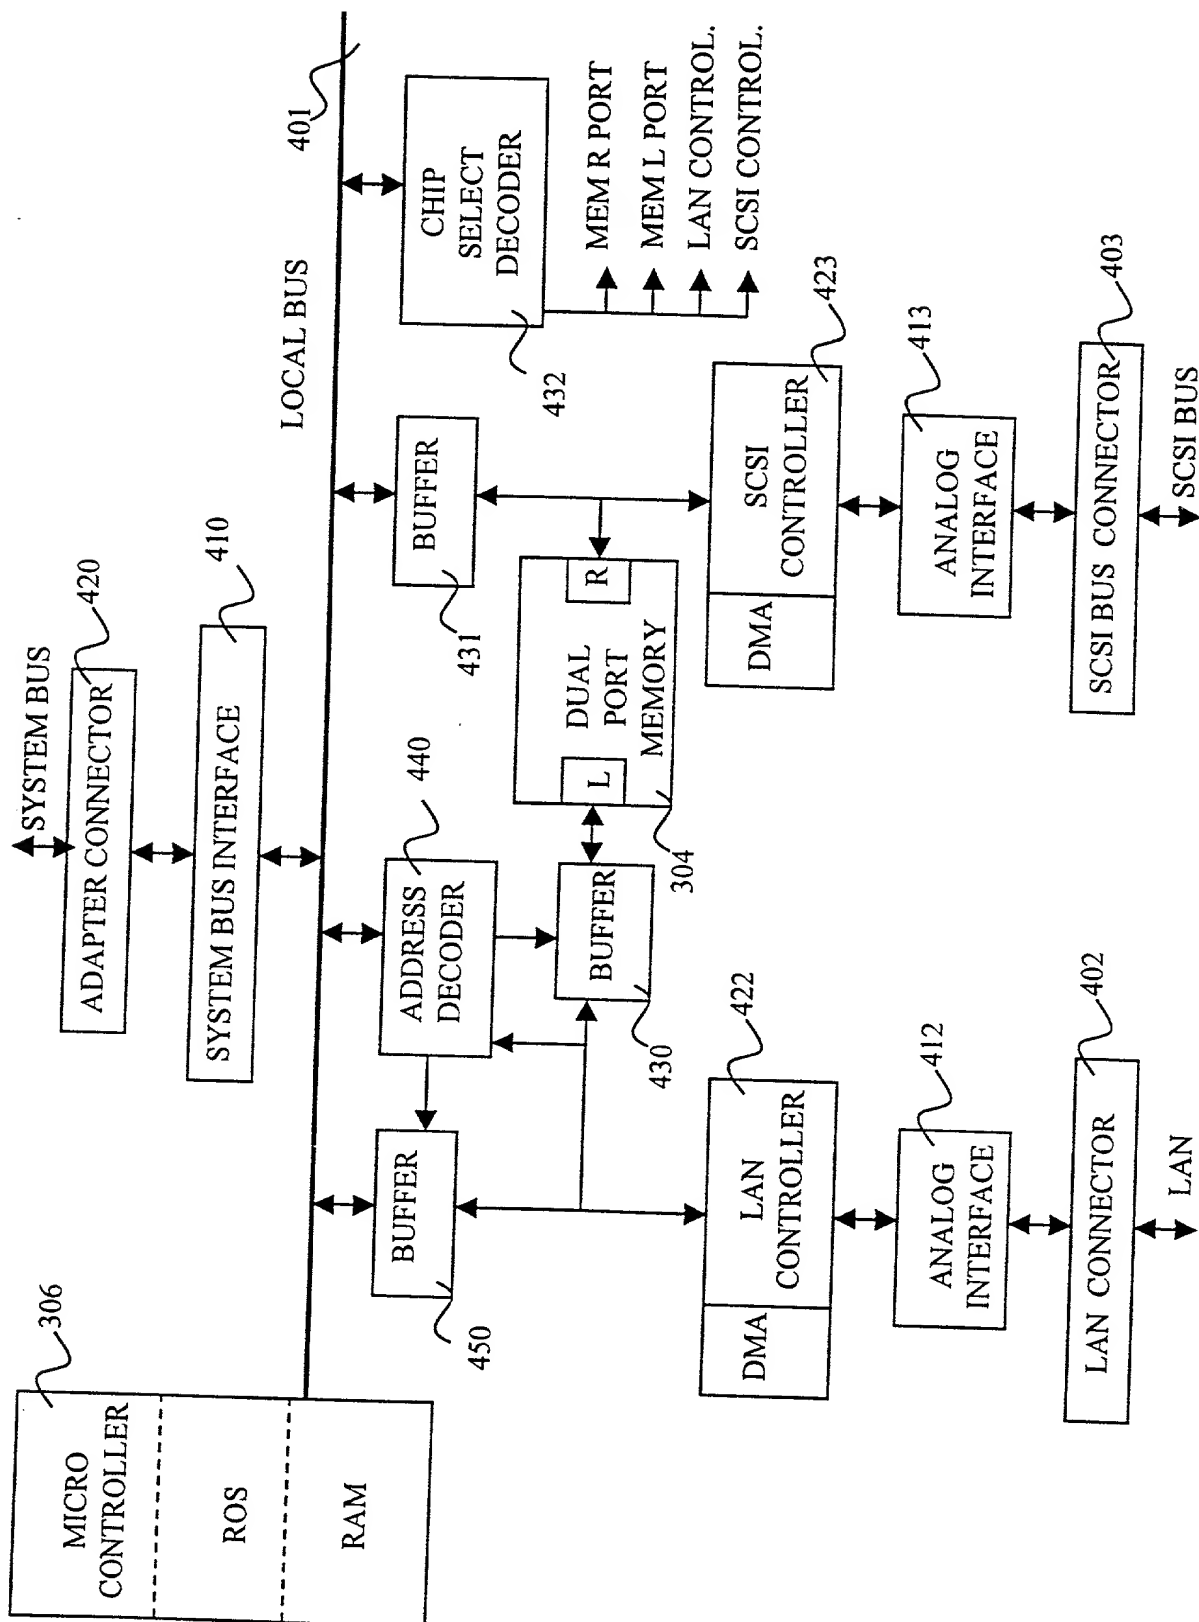 306
MICRO
CONTROLLER
ROS
RAM
SYSTEM BUS
420
ADAPTER CONNECTOR
410
SYSTEM BUS INTERFACE
LOCAL BUS
401
BUFFER
450
ADDRESS
DECODER
440
BUFFER
430
BUFFER
431
CHIP
SELECT
DECODER
432
MEM R PORT
MEM L PORT
LAN CONTROL.
SCSI CONTROL.
L
DUAL
PORT
MEMORY
R
304
DMA
LAN
CONTROLLER
422
DMA
SCSI
CONTROLLER
423
ANALOG
INTERFACE
412
ANALOG
INTERFACE
413
LAN CONNECTOR
402
SCSI BUS CONNECTOR
403
LAN
SCSI BUS